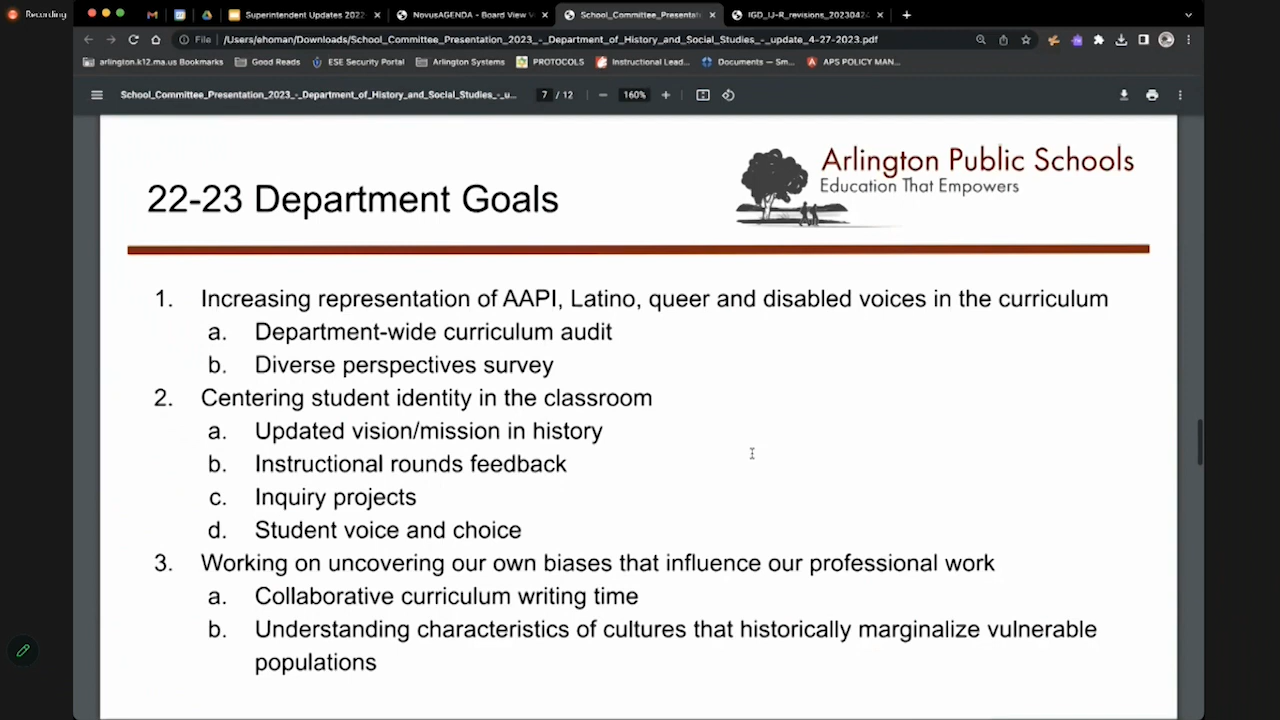 Recording
Superintendent Updates 2022
NovusAGENDA - Board View
School_Committee_Presentat
IGD_IJ-R_revisions_20230424
File
/Users/ehoman/Downloads/School_Committee_Presentation_2023_-_Department_of_History_and_Social_Studies_-_update_4-27-2023.pdf
arlington.k12.ma.us Bookmarks
Good Reads
ESE Security Portal
Arlington Systems
PROTOCOLS
Instructional Lead...
Documents — Sm...
APS POLICY MAN...
School_Committee_Presentation_2023_-_Department_of_History_and_Social_Studies_-_u...
7 / 12
160%
Arlington Public Schools
Education That Empowers
22-23 Department Goals
1. Increasing representation of AAPI, Latino, queer and disabled voices in the curriculum
a. Department-wide curriculum audit
b. Diverse perspectives survey
2. Centering student identity in the classroom
a. Updated vision/mission in history
b. Instructional rounds feedback
c. Inquiry projects
d. Student voice and choice
3. Working on uncovering our own biases that influence our professional work
a. Collaborative curriculum writing time
b. Understanding characteristics of cultures that historically marginalize vulnerable
populations